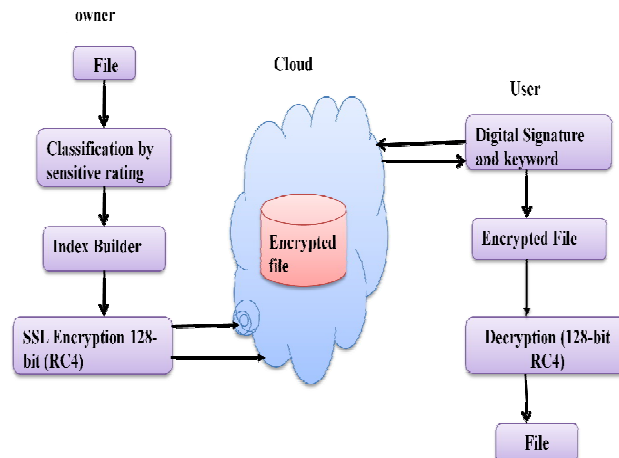 owner
File
Classification by
sensitive rating
Index Builder
SSL Encryption 128-
bit (RC4)
Cloud
Encrypted
file
User
Digital Signature
and keyword
Encrypted File
Decryption (128-bit
RC4)
File